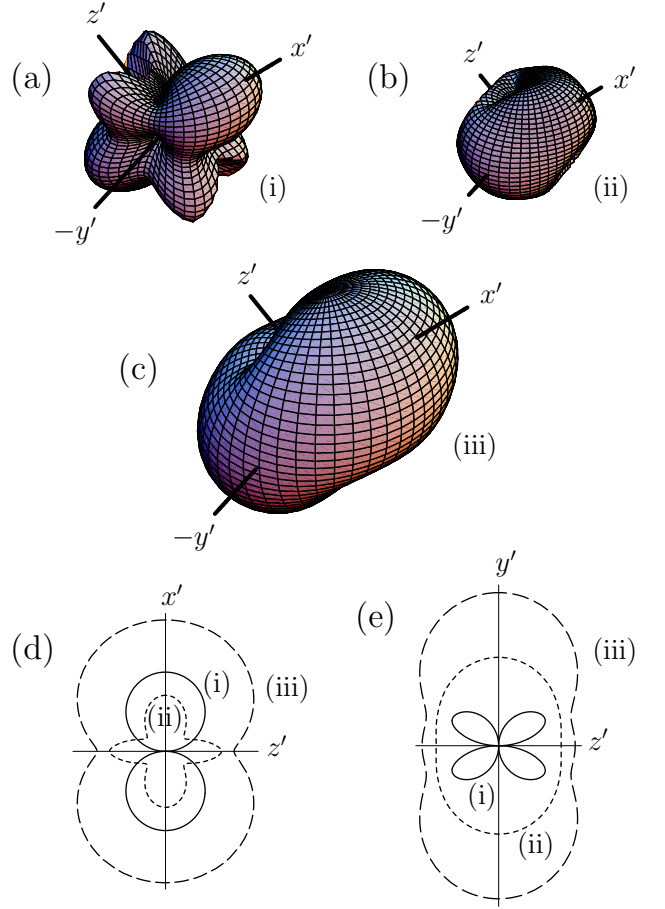 z′ x′
(a) (b) z′ x′
(i) (ii)
−y′ −y′
z′
x′
(c)
(iii)
−y′
x′ y′
(d) (e)
(i) (iii) (iii)
(ii)
z′ z′
(i)
(ii)